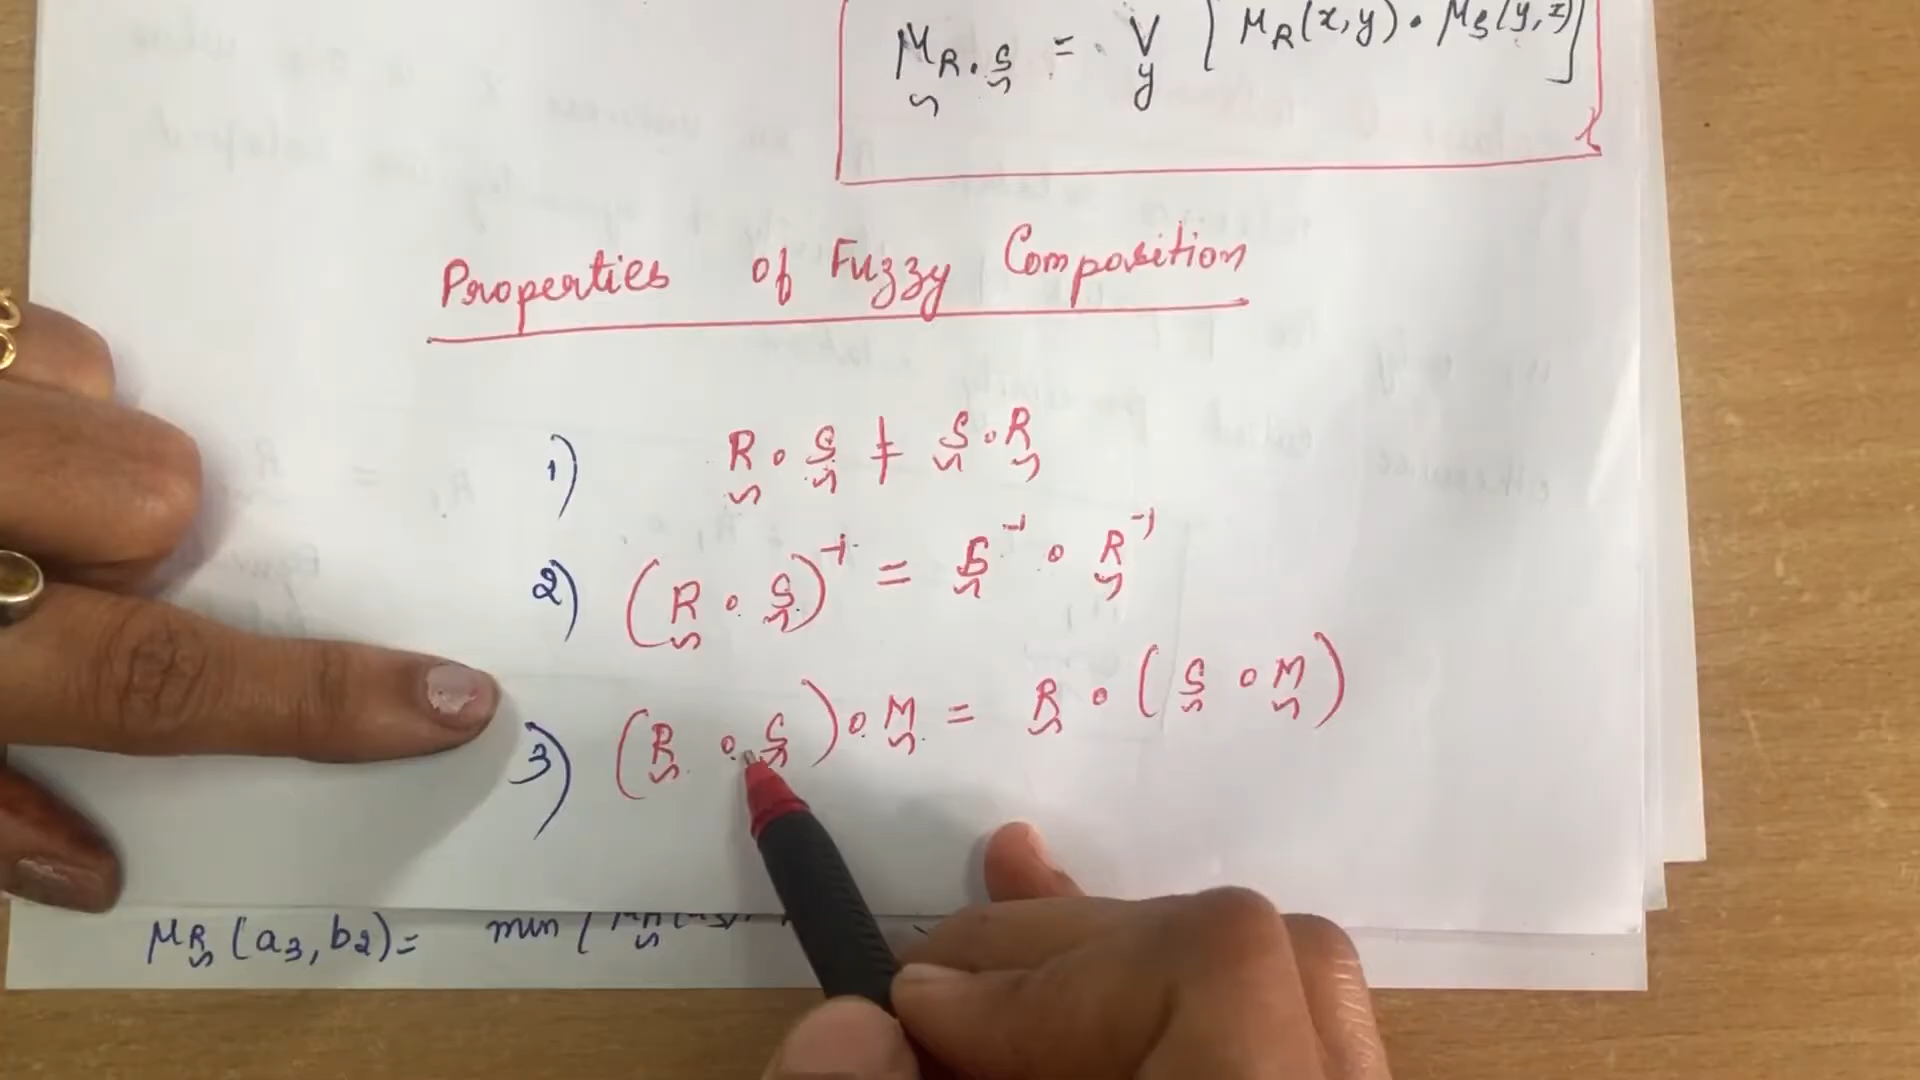 μR.S = V [ μR(x,y) • μS(y,z)]
y
Properties of Fuzzy Composition
1) R ∘ S ≠ S ∘ R
2) (R ∘ S)⁻¹ = S⁻¹ ∘ R⁻¹
3) (R ∘ S) ∘ M = R ∘ (S ∘ M)
μR (a3, b2) = min (